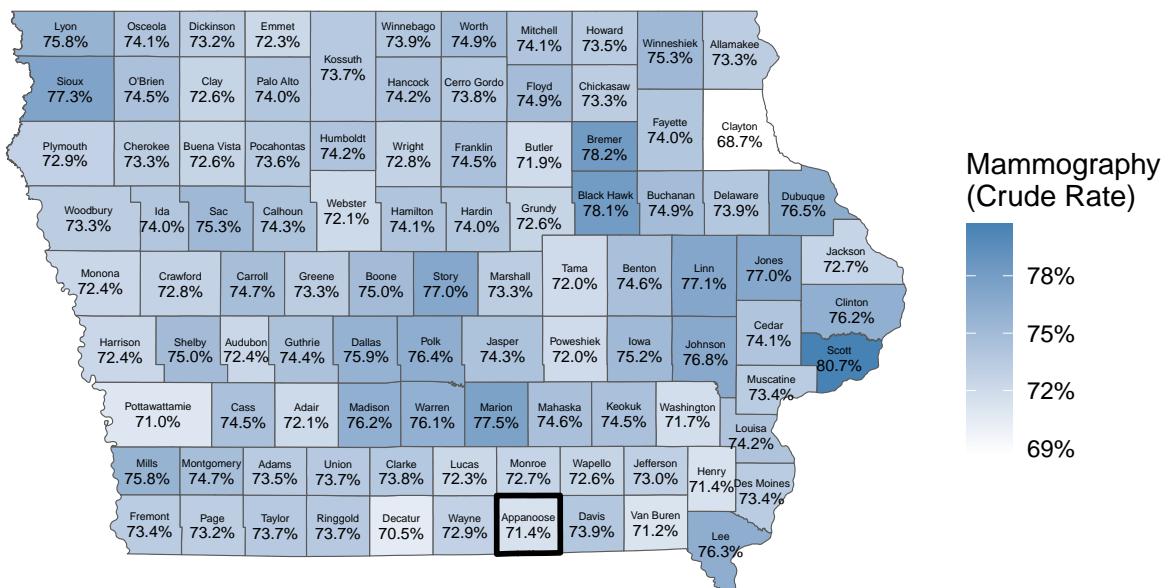 Lyon
75.8%
Osceola
74.1%
Dickinson
73.2%
Emmet
72.3%
Kossuth
73.7%
Winnebago
73.9%
Worth
74.9%
Mitchell
74.1%
Howard
73.5%
Winneshiek
75.3%
Allamakee
73.3%
Sioux
77.3%
O'Brien
74.5%
Clay
72.6%
Palo Alto
74.0%
Hancock
74.2%
Cerro Gordo
73.8%
Floyd
74.9%
Chickasaw
73.3%
Fayette
74.0%
Clayton
68.7%
Plymouth
72.9%
Cherokee
73.3%
Buena Vista
72.6%
Pocahontas
73.6%
Humboldt
74.2%
Wright
72.8%
Franklin
74.5%
Butler
71.9%
Bremer
78.2%
Woodbury
73.3%
Ida
74.0%
Sac
75.3%
Calhoun
74.3%
Webster
72.1%
Hamilton
74.1%
Hardin
74.0%
Grundy
72.6%
Black Hawk
78.1%
Buchanan
74.9%
Delaware
73.9%
Dubuque
76.5%
Monona
72.4%
Crawford
72.8%
Carroll
74.7%
Greene
73.3%
Boone
75.0%
Story
77.0%
Marshall
73.3%
Tama
72.0%
Benton
74.6%
Linn
77.1%
Jones
77.0%
Jackson
72.7%
Clinton
76.2%
Harrison
72.4%
Shelby
75.0%
Audubon
72.4%
Guthrie
74.4%
Dallas
75.9%
Polk
76.4%
Jasper
74.3%
Poweshiek
72.0%
Iowa
75.2%
Johnson
76.8%
Cedar
74.1%
Scott
80.7%
Muscatine
73.4%
Pottawattamie
71.0%
Cass
74.5%
Adair
72.1%
Madison
76.2%
Warren
76.1%
Marion
77.5%
Mahaska
74.6%
Keokuk
74.5%
Washington
71.7%
Louisa
74.2%
Mills
75.8%
Montgomery
74.7%
Adams
73.5%
Union
73.7%
Clarke
73.8%
Lucas
72.3%
Monroe
72.7%
Wapello
72.6%
Jefferson
73.0%
Henry
71.4%
Des Moines
73.4%
Fremont
73.4%
Page
73.2%
Taylor
73.7%
Ringgold
73.7%
Decatur
70.5%
Wayne
72.9%
Appanoose
71.4%
Davis
73.9%
Van Buren
71.2%
Lee
76.3%
Mammography
(Crude Rate)
78%
75%
72%
69%